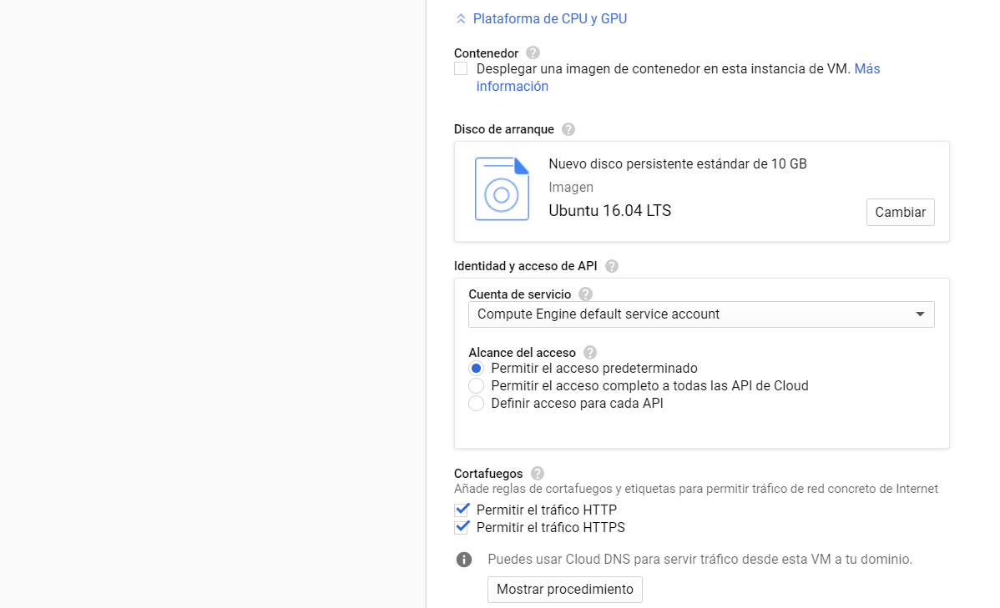 Plataforma de CPU y GPU
Contenedor
Desplegar una imagen de contenedor en esta instancia de VM. Más
información
Disco de arranque
Nuevo disco persistente estándar de 10 GB
Imagen
Ubuntu 16.04 LTS
Cambiar
Identidad y acceso de API
Cuenta de servicio
Compute Engine default service account
Alcance del acceso
Permitir el acceso predeterminado
Permitir el acceso completo a todas las API de Cloud
Definir acceso para cada API
Cortafuegos
Añade reglas de cortafuegos y etiquetas para permitir tráfico de red concreto de Internet
Permitir el tráfico HTTP
Permitir el tráfico HTTPS
Puedes usar Cloud DNS para servir tráfico desde esta VM a tu dominio.
Mostrar procedimiento